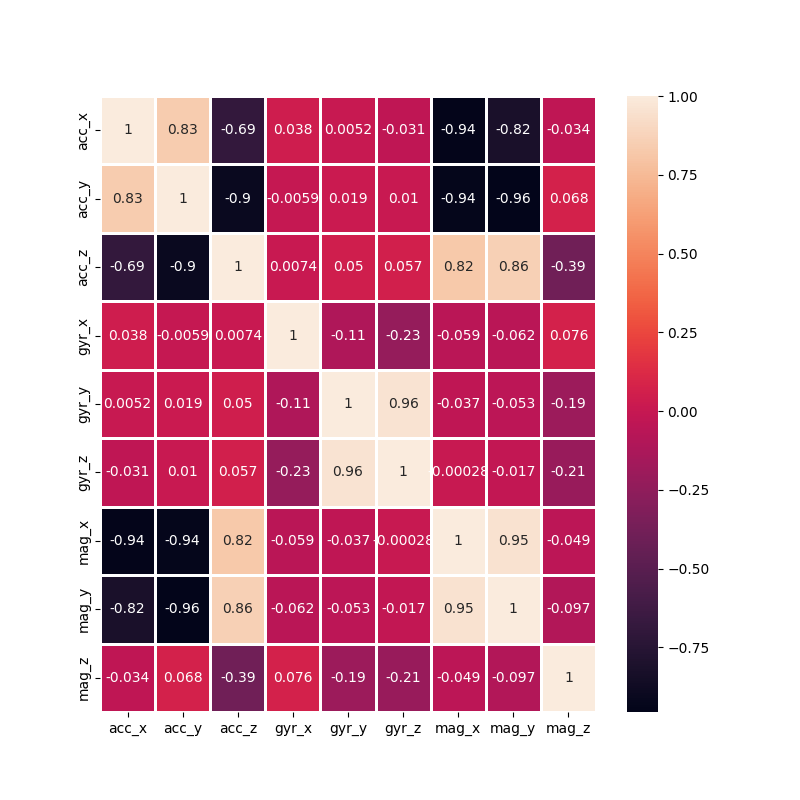 1.00
acc_x 1 0.83 -0.69 0.038 0.0052 -0.031 -0.94 -0.82 -0.034
0.75
acc_y 0.83 1 -0.9 -0.0059 0.019 0.01 -0.94 -0.96 0.068
0.50
acc_z -0.69 -0.9 1 0.0074 0.05 0.057 0.82 0.86 -0.39
0.25
gyr_x 0.038 -0.0059 0.0074 1 -0.11 -0.23 -0.059 -0.062 0.076
gyr_y 0.0052 0.019 0.05 -0.11 1 0.96 -0.037 -0.053 -0.19
0.00
gyr_z -0.031 0.01 0.057 -0.23 0.96 1 -0.00028 -0.017 -0.21
−0.25
mag_x -0.94 -0.94 0.82 -0.059 -0.037 -0.00028 1 0.95 -0.049
−0.50
mag_y -0.82 -0.96 0.86 -0.062 -0.053 -0.017 0.95 1 -0.097
−0.75
mag_z -0.034 0.068 -0.39 0.076 -0.19 -0.21 -0.049 -0.097 1
acc_x acc_y acc_z gyr_x gyr_y gyr_z mag_x mag_y mag_z